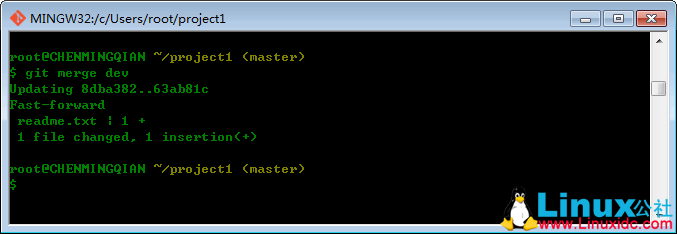 MINGW32:/c/Users/root/project1
root@CHENMINGQIAN ~/project1 (master)
$ git merge dev
Updating 8dba382..63ab81c
Fast-forward
 readme.txt | 1 +
 1 file changed, 1 insertion(+)
root@CHENMINGQIAN ~/project1 (master)
$
Linux公社
www.Linuxidc.com